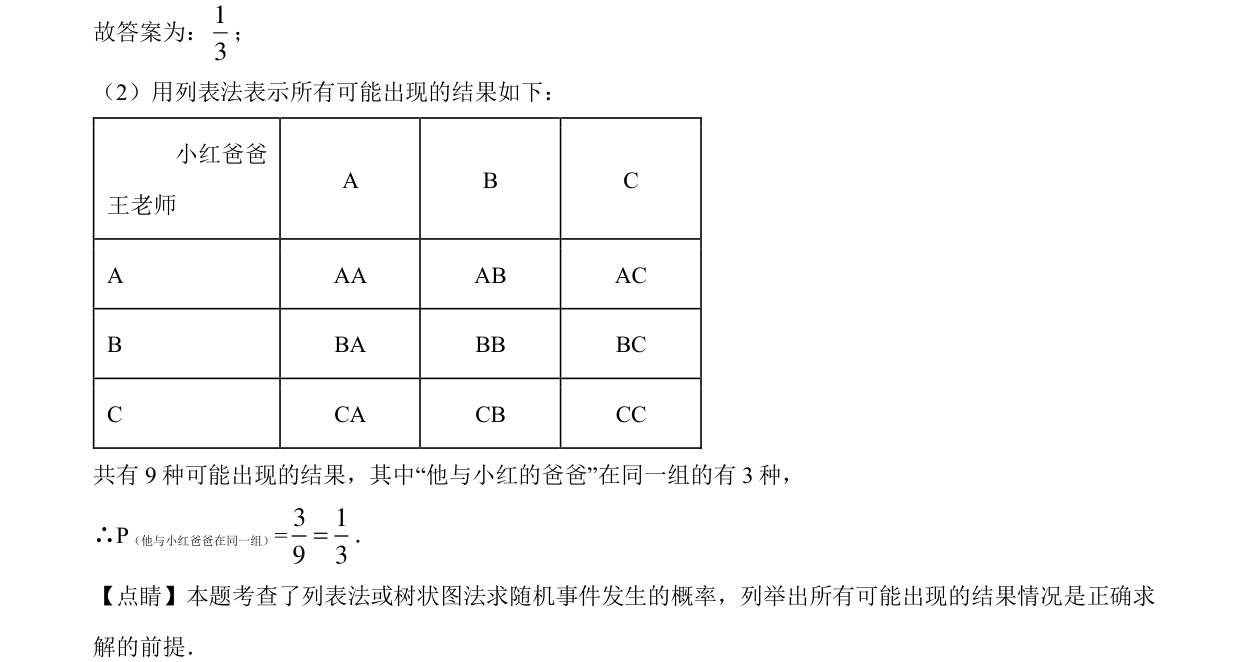 故答案为：1/3；
（2）用列表法表示所有可能出现的结果如下：
小红爸爸
王老师
A B C
A AA AB AC
B BA BB BC
C CA CB CC
共有 9 种可能出现的结果，其中“他与小红的爸爸”在同一组的有 3 种，
∴P（他与小红爸爸在同一组）=3/9=1/3．
【点睛】本题考查了列表法或树状图法求随机事件发生的概率，列举出所有可能出现的结果情况是正确求
解的前提．